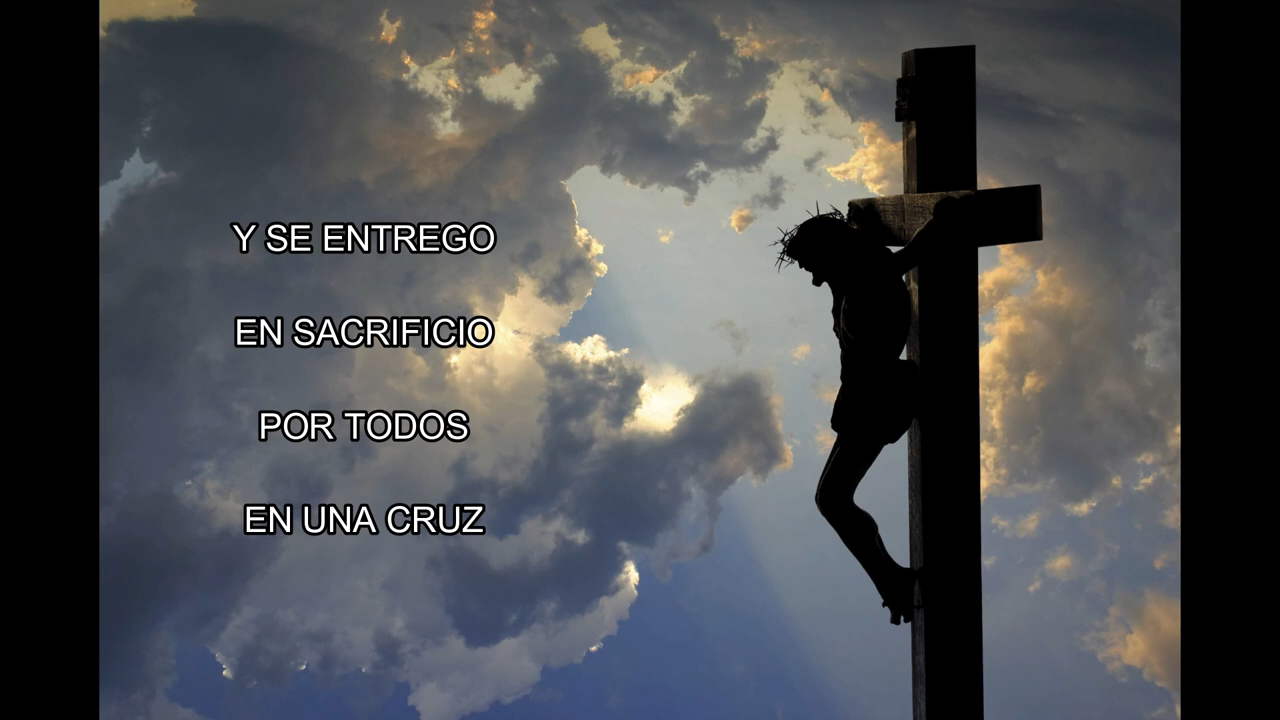 Y SE ENTREGO
EN SACRIFICIO
POR TODOS
EN UNA CRUZ